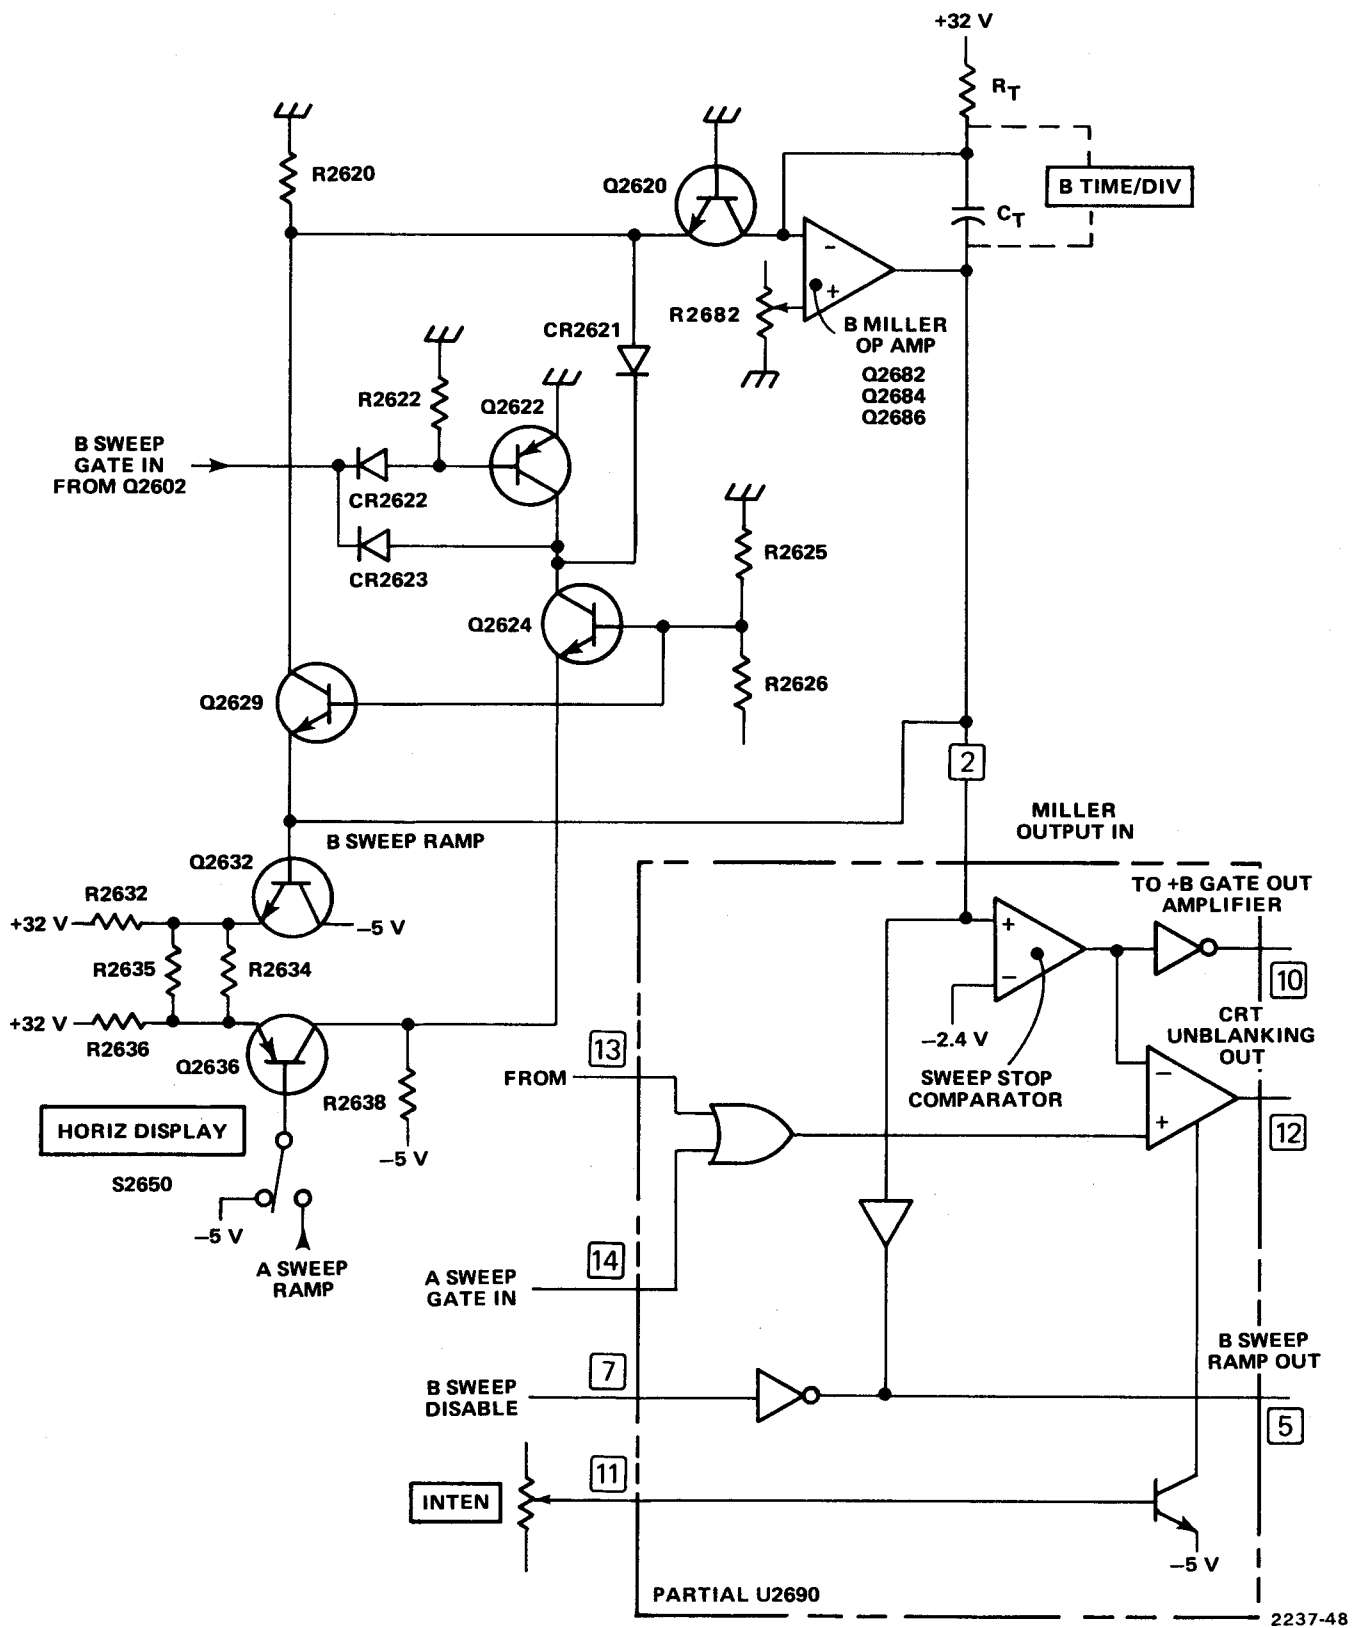 +32 V
RT
R2620
Q2620
B TIME/DIV
CT
R2682
CR2621
B MILLER
OP AMP
Q2682
Q2684
Q2686
R2622
Q2622
B SWEEP
GATE IN
FROM Q2602
CR2622
CR2623
R2625
Q2624
R2626
Q2629
2
MILLER
OUTPUT IN
B SWEEP RAMP
Q2632
R2632
+32 V
–5 V
R2635
R2634
+32 V
R2636
Q2636
R2638
–5 V
HORIZ DISPLAY
S2650
–5 V
A SWEEP
RAMP
TO +B GATE OUT
AMPLIFIER
+
–
–2.4 V
SWEEP STOP
COMPARATOR
10
CRT
UNBLANKING
OUT
–
+
12
13
FROM
14
A SWEEP
GATE IN
7
B SWEEP
DISABLE
B SWEEP
RAMP OUT
5
11
INTEN
–5 V
PARTIAL U2690
2237-48
–
+